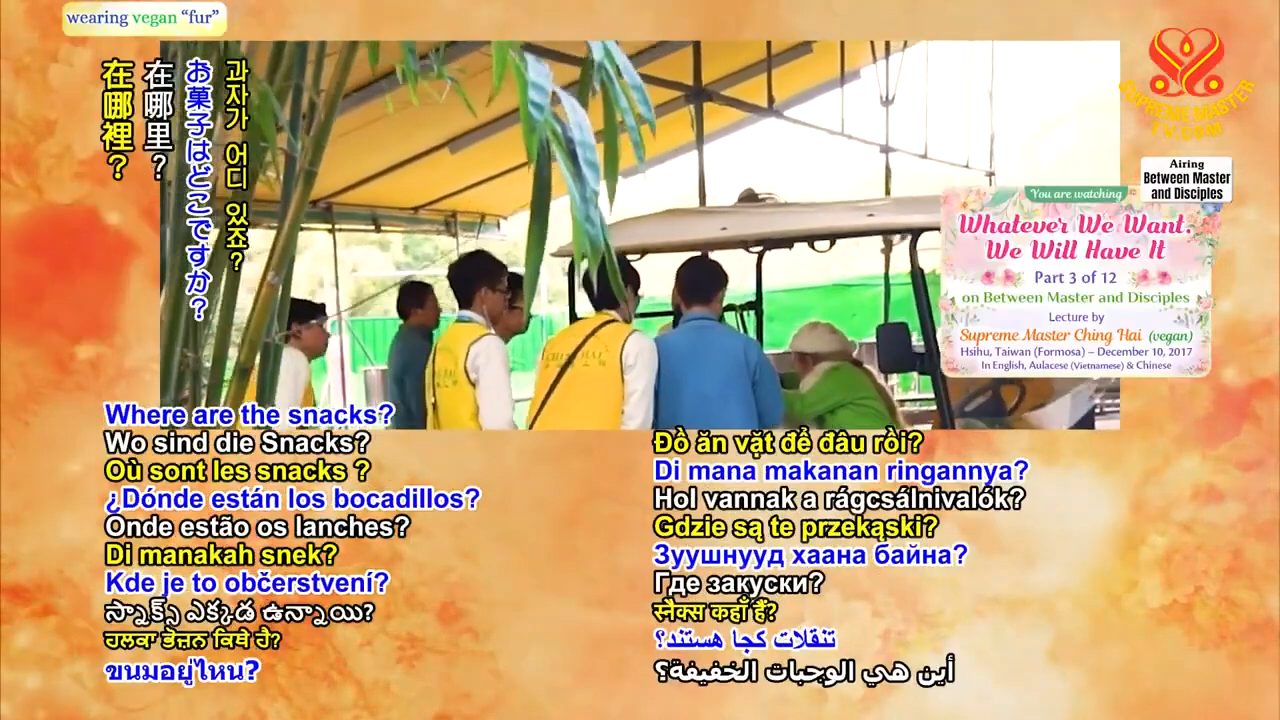 wearing vegan “fur”
在哪裡？
在哪里？
お菓子はどこですか？
과자가 어디 있죠？
SUPREME MASTER
TV.COM
Airing
Between Master
and Disciples
You are watching
Whatever We Want,
We Will Have It
Part 3 of 12
on Between Master and Disciples
Lecture by
Supreme Master Ching Hai (vegan)
Hsihu, Taiwan (Formosa) – December 10, 2017
In English, Aulacese (Vietnamese) & Chinese
CHING HAI
Where are the snacks?
Wo sind die Snacks?
Où sont les snacks ?
¿Dónde están los bocadillos?
Onde estão os lanches?
Di manakah snek?
Kde je to občerstvení?
స్నాక్స్ ఎక్కడ ఉన్నాయి?
ਹਲਕਾ ਭੋਜ਼ਨ ਕਿਥੇ ਹੈ?
ขนมอยู่ไหน?
Đồ ăn vặt để đâu rồi?
Di mana makanan ringannya?
Hol vannak a rágcsálnivalók?
Gdzie są te przekąski?
Зуушнууд хаана байна?
Где закуски?
स्नैक्स कहाँ हैं?
تنقلات کجا هستند؟
أين هي الوجبات الخفيفة؟